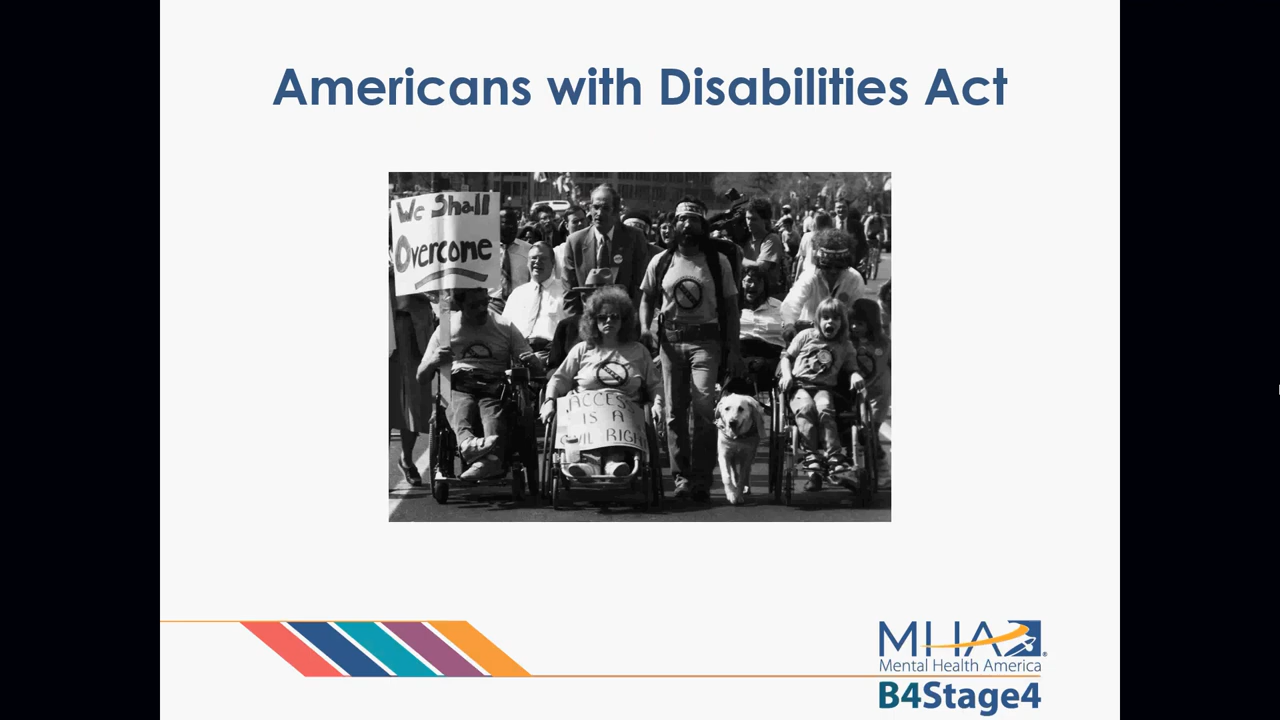 Americans with Disabilities Act
We Shall
Overcome
ACCESS
IS A
CIVIL RIGHT
MHA
Mental Health America
B4Stage4